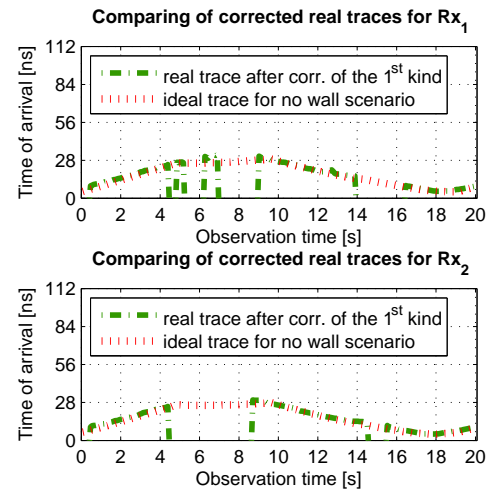 Comparing of corrected real traces for Rx1
112
84
56
28
0
Time of arrival [ns]
real trace after corr. of the 1st kind
ideal trace for no wall scenario
0 2 4 6 8 10 12 14 16 18 20
Observation time [s]
Comparing of corrected real traces for Rx2
112
84
56
28
0
Time of arrival [ns]
real trace after corr. of the 1st kind
ideal trace for no wall scenario
0 2 4 6 8 10 12 14 16 18 20
Observation time [s]